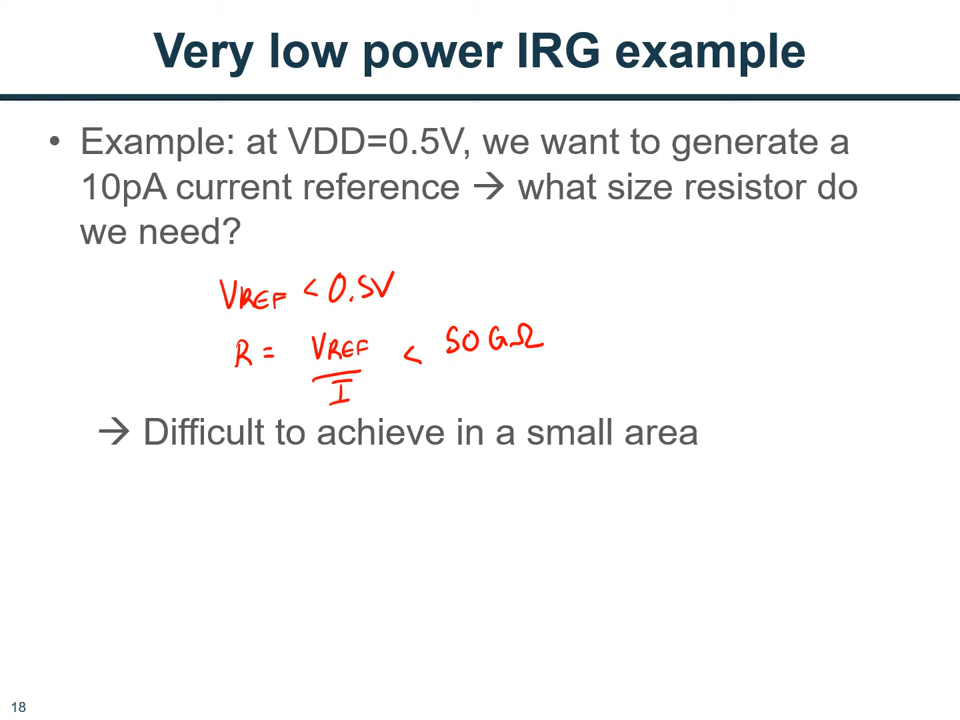 Very low power IRG example
• Example: at VDD=0.5V, we want to generate a
10pA current reference → what size resistor do
we need?
VREF < 0.5V
R = VREF / I < 50 GΩ
→ Difficult to achieve in a small area
18